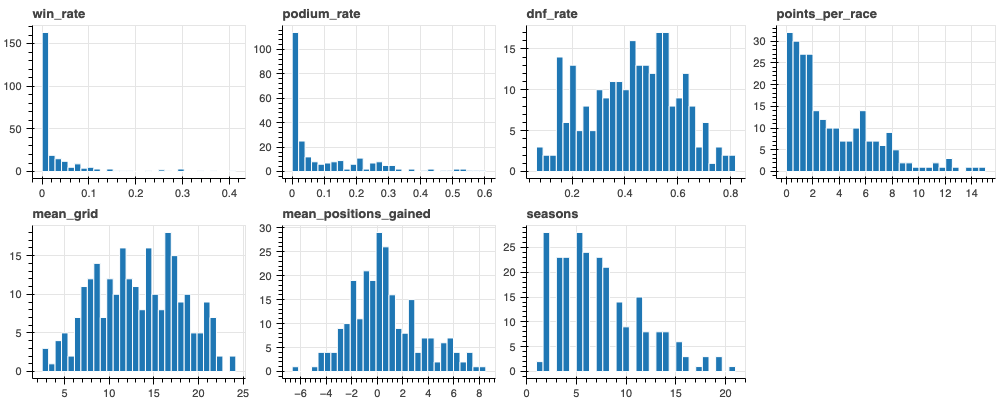 win_rate
150
100
50
0
0 0.1 0.2 0.3 0.4
podium_rate
100
80
60
40
20
0
0 0.1 0.2 0.3 0.4 0.5 0.6
dnf_rate
15
10
5
0
0.2 0.4 0.6 0.8
points_per_race
30
25
20
15
10
5
0
0 2 4 6 8 10 12 14
mean_grid
15
10
5
0
5 10 15 20 25
mean_positions_gained
30
25
20
15
10
5
0
−6 −4 −2 0 2 4 6 8
seasons
25
20
15
10
5
0
0 5 10 15 20